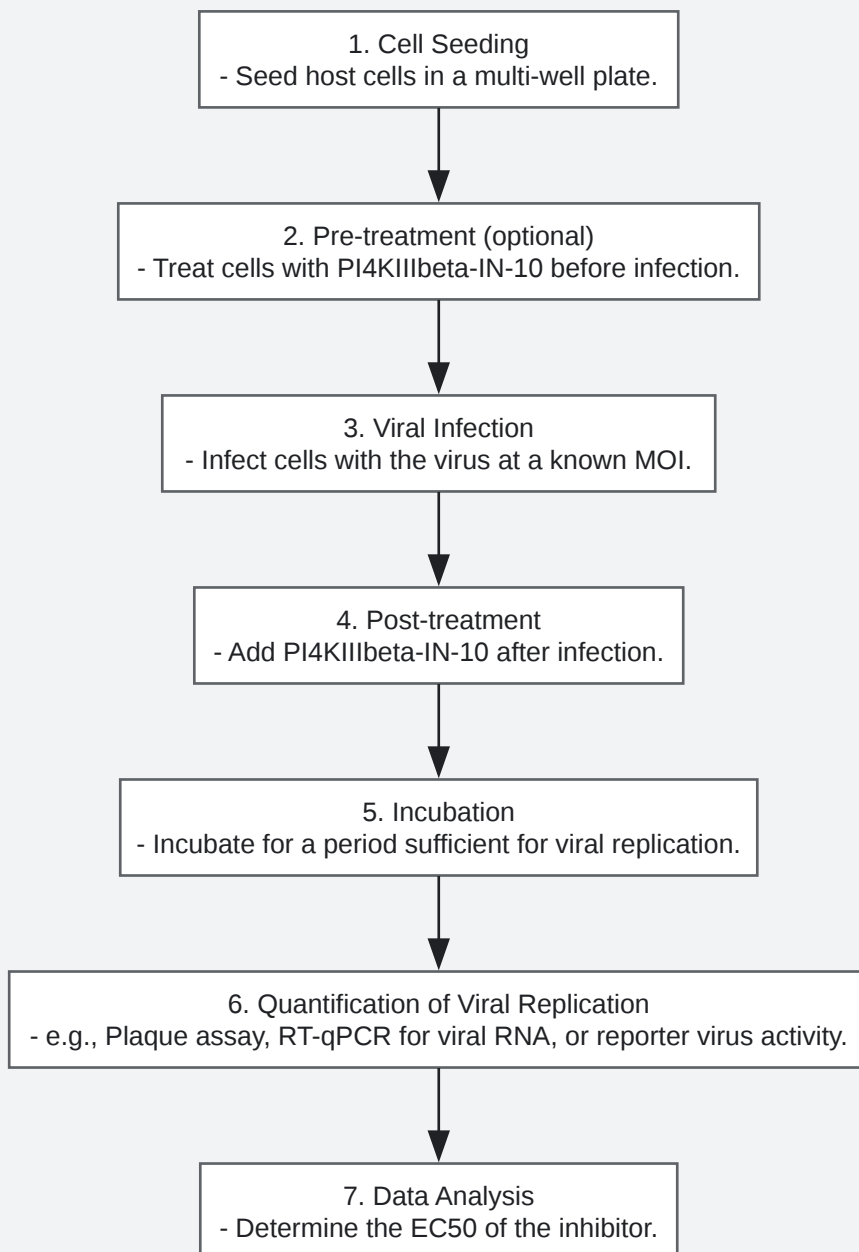 1. Cell Seeding
- Seed host cells in a multi-well plate.
2. Pre-treatment (optional)
- Treat cells with PI4KIIIbeta-IN-10 before infection.
3. Viral Infection
- Infect cells with the virus at a known MOI.
4. Post-treatment
- Add PI4KIIIbeta-IN-10 after infection.
5. Incubation
- Incubate for a period sufficient for viral replication.
6. Quantification of Viral Replication
- e.g., Plaque assay, RT-qPCR for viral RNA, or reporter virus activity.
7. Data Analysis
- Determine the EC50 of the inhibitor.